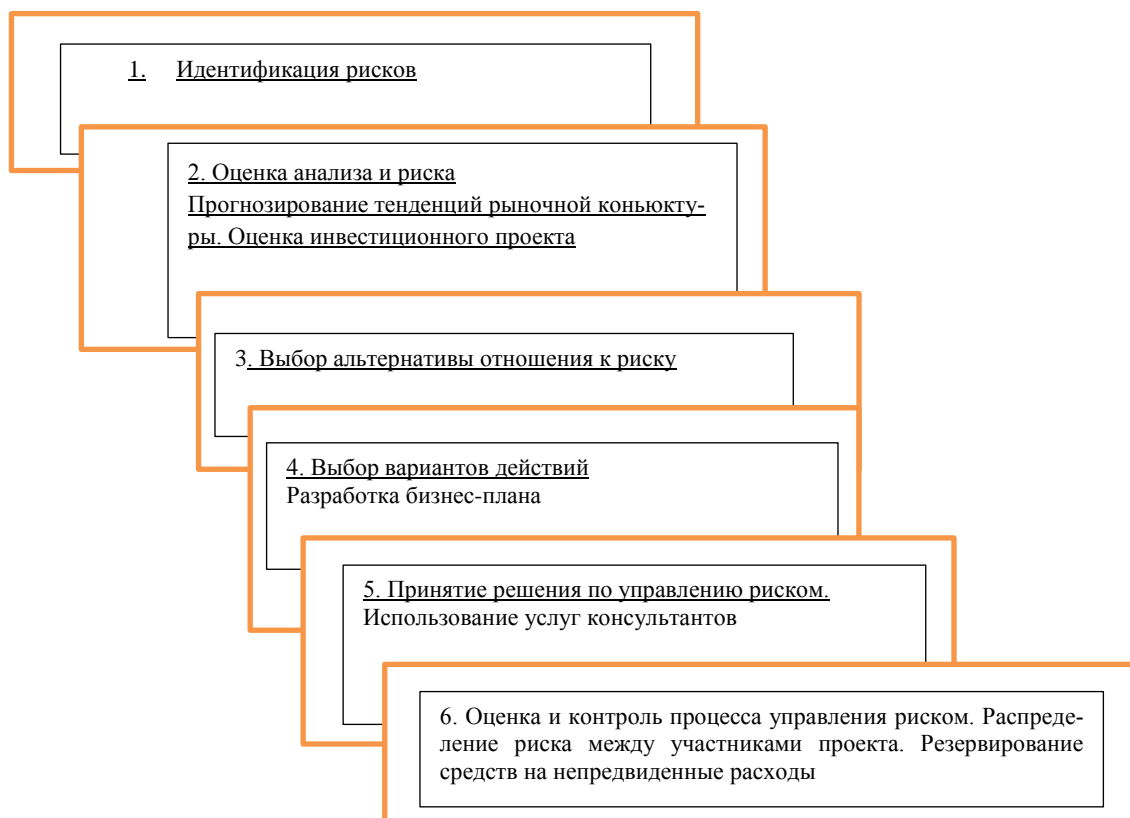 1. Идентификация рисков
2. Оценка анализа и риска
Прогнозирование тенденций рыночной коньюкту-
ры. Оценка инвестиционного проекта
3. Выбор альтернативы отношения к риску
4. Выбор вариантов действий
Разработка бизнес-плана
5. Принятие решения по управлению риском.
Использование услуг консультантов
6. Оценка и контроль процесса управления риском. Распреде-
ление риска между участниками проекта. Резервирование
средств на непредвиденные расходы